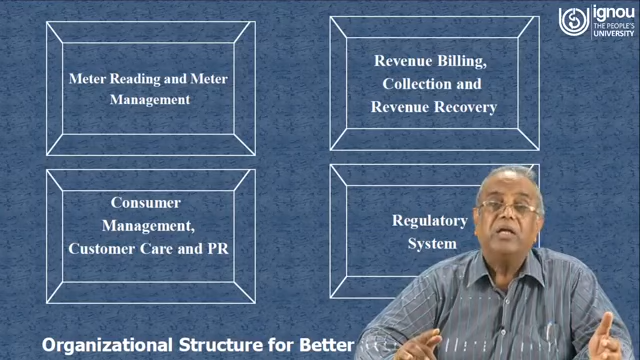 ignou
THE PEOPLE'S
UNIVERSITY
Meter Reading and Meter
Management
Revenue Billing,
Collection and
Revenue Recovery
Consumer
Management,
Customer Care and PR
Regulatory
System
Organizational Structure for Better